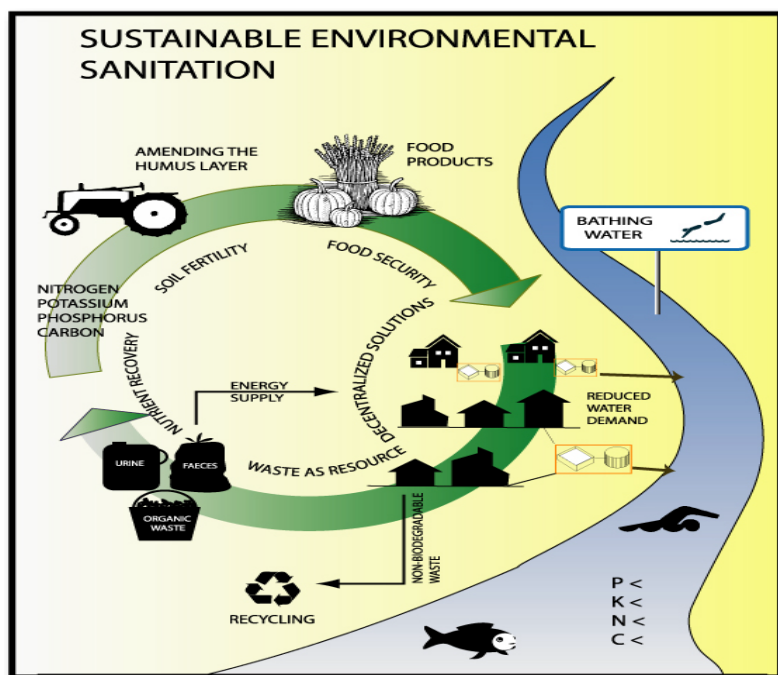 SUSTAINABLE ENVIRONMENTAL
SANITATION
AMENDING THE
HUMUS LAYER
FOOD
PRODUCTS
BATHING
WATER
SOIL FERTILITY
FOOD SECURITY
NITROGEN
POTASSIUM
PHOSPHORUS
CARBON
NUTRIENT RECOVERY
DECENTRALIZED SOLUTIONS
ENERGY
SUPPLY
REDUCED
WATER
DEMAND
WASTE AS RESOURCE
URINE
FAECES
ORGANIC
WASTE
NON-BIODEGRADABLE
WASTE
RECYCLING
P <
K <
N <
C <